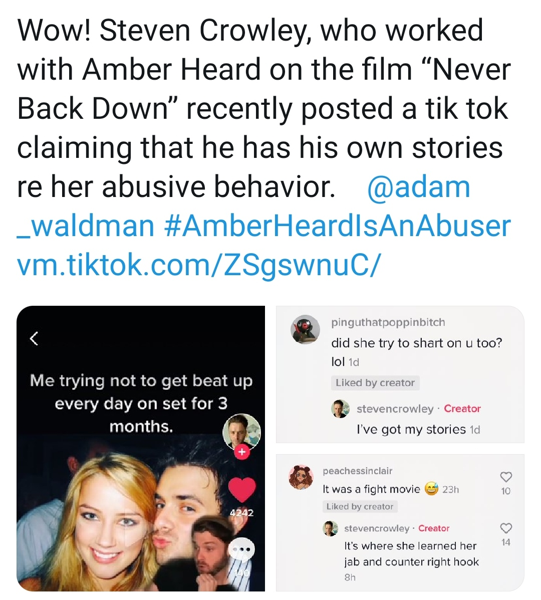 Wow! Steven Crowley, who worked
with Amber Heard on the film “Never
Back Down” recently posted a tik tok
claiming that he has his own stories
re her abusive behavior. @adam
_waldman #AmberHeardIsAnAbuser
vm.tiktok.com/ZSgswnuC/
Me trying not to get beat up
every day on set for 3
months.
4242
pinguthatpoppinbitch
did she try to shart on u too?
lol 1d
Liked by creator
stevencrowley · Creator
I've got my stories 1d
peachessinclair
It was a fight movie 😅 23h
10
Liked by creator
stevencrowley · Creator
It's where she learned her
jab and counter right hook
14
8h